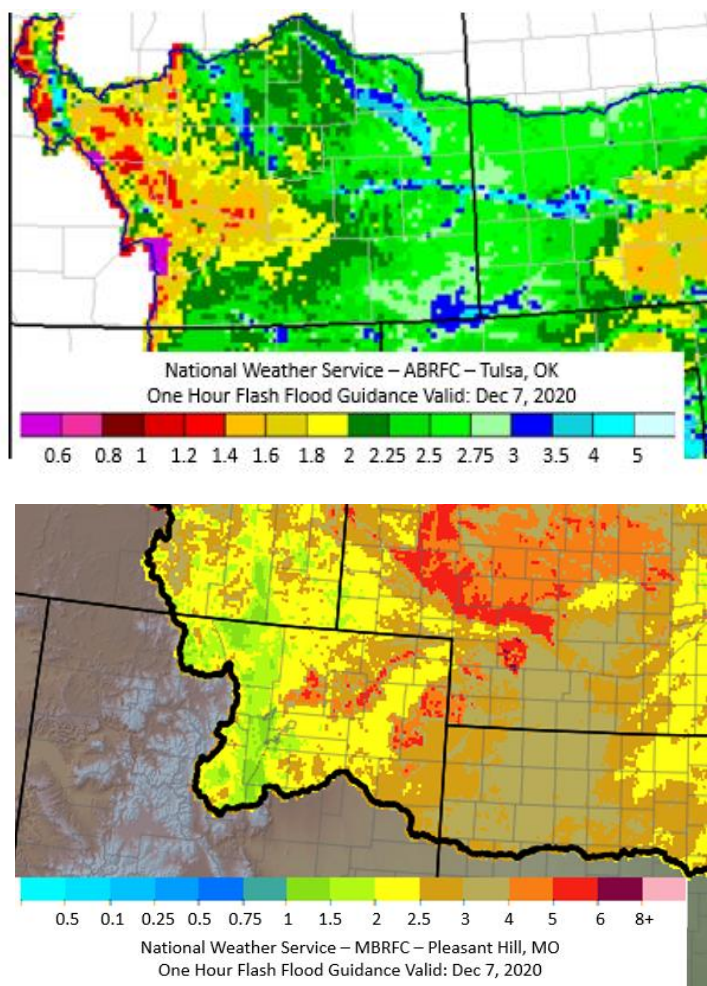 National Weather Service – ABRFC – Tulsa, OK
One Hour Flash Flood Guidance Valid: Dec 7, 2020
0.6 0.8 1 1.2 1.4 1.6 1.8 2 2.25 2.5 2.75 3 3.5 4 5
0.5 0.1 0.25 0.5 0.75 1 1.5 2 2.5 3 4 5 6 8+
National Weather Service – MBRFC – Pleasant Hill, MO
One Hour Flash Flood Guidance Valid: Dec 7, 2020